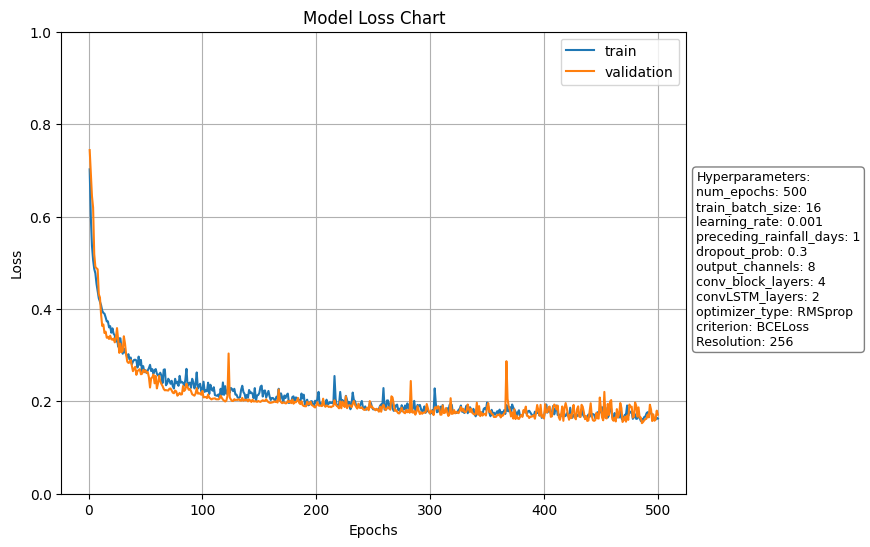 Model Loss Chart
1.0
0.8
0.6
0.4
0.2
0.0
Loss
0
100
200
300
400
500
Epochs
train
validation
Hyperparameters:
num_epochs: 500
train_batch_size: 16
learning_rate: 0.001
preceding_rainfall_days: 1
dropout_prob: 0.3
output_channels: 8
conv_block_layers: 4
convLSTM_layers: 2
optimizer_type: RMSprop
criterion: BCELoss
Resolution: 256